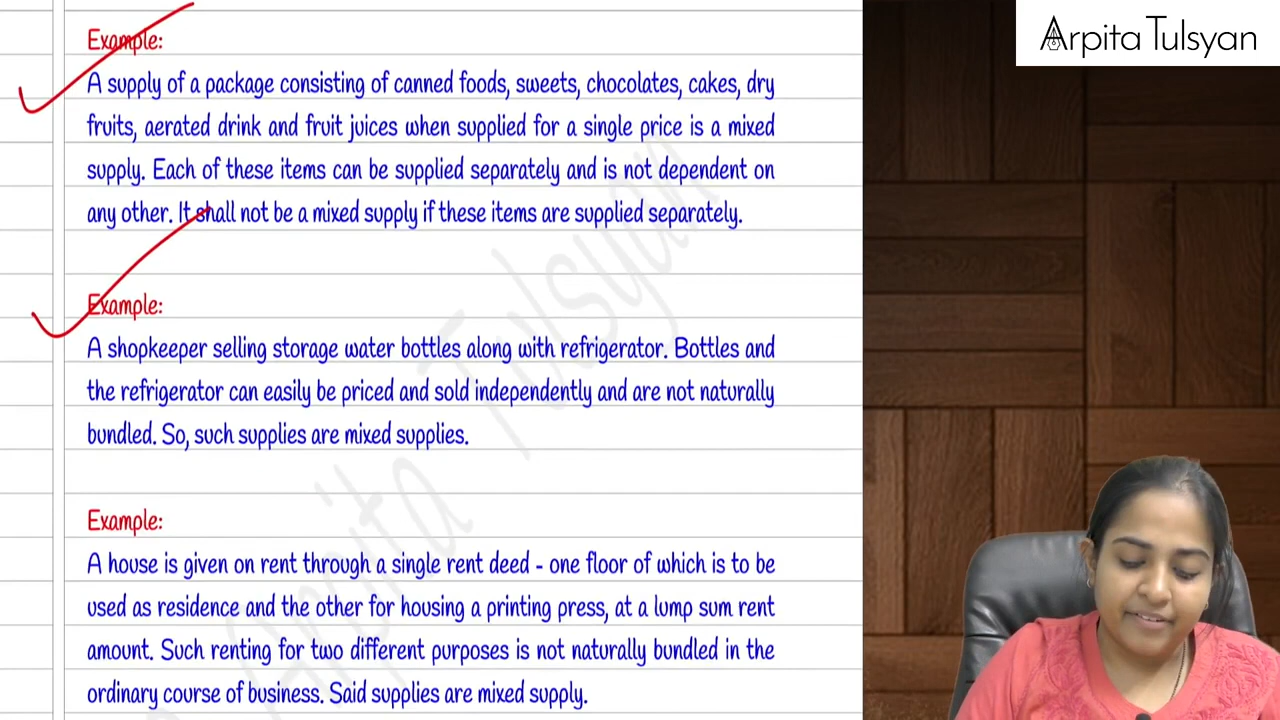 Arpita Tulsyan
Example:
A supply of a package consisting of canned foods, sweets, chocolates, cakes, dry
fruits, aerated drink and fruit juices when supplied for a single price is a mixed
supply. Each of these items can be supplied separately and is not dependent on
any other. It shall not be a mixed supply if these items are supplied separately.
Example:
A shopkeeper selling storage water bottles along with refrigerator. Bottles and
the refrigerator can easily be priced and sold independently and are not naturally
bundled. So, such supplies are mixed supplies.
Example:
A house is given on rent through a single rent deed - one floor of which is to be
used as residence and the other for housing a printing press, at a lump sum rent
amount. Such renting for two different purposes is not naturally bundled in the
ordinary course of business. Said supplies are mixed supply.
Arpita Tulsyan